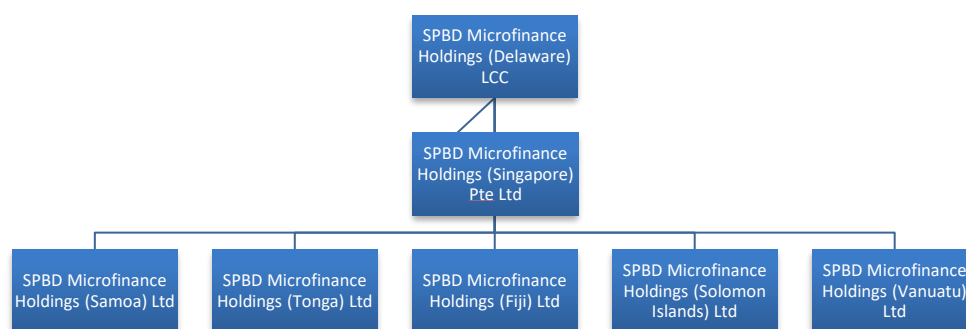 SPBD Microfinance
Holdings (Delaware)
LCC
SPBD Microfinance
Holdings (Singapore)
Pte Ltd
SPBD Microfinance
Holdings (Samoa) Ltd
SPBD Microfinance
Holdings (Tonga) Ltd
SPBD Microfinance
Holdings (Fiji) Ltd
SPBD Microfinance
Holdings (Solomon
Islands) Ltd
SPBD Microfinance
Holdings (Vanuatu)
Ltd